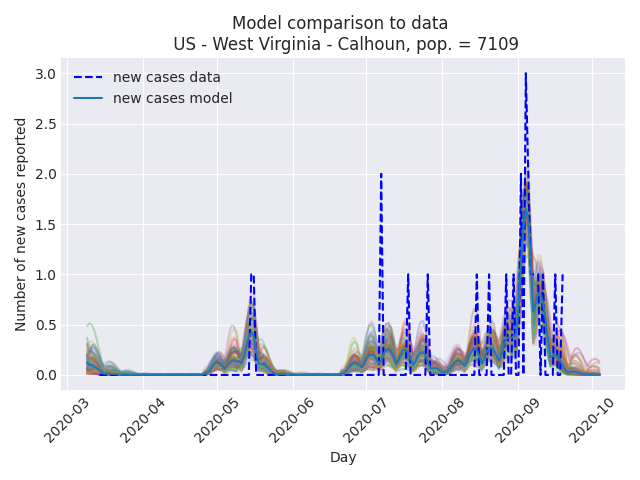 Model comparison to data
US - West Virginia - Calhoun, pop. = 7109
new cases data
new cases model
Number of new cases reported
3.0
2.5
2.0
1.5
1.0
0.5
0.0
2020-03
2020-04
2020-05
2020-06
2020-07
2020-08
2020-09
2020-10
Day